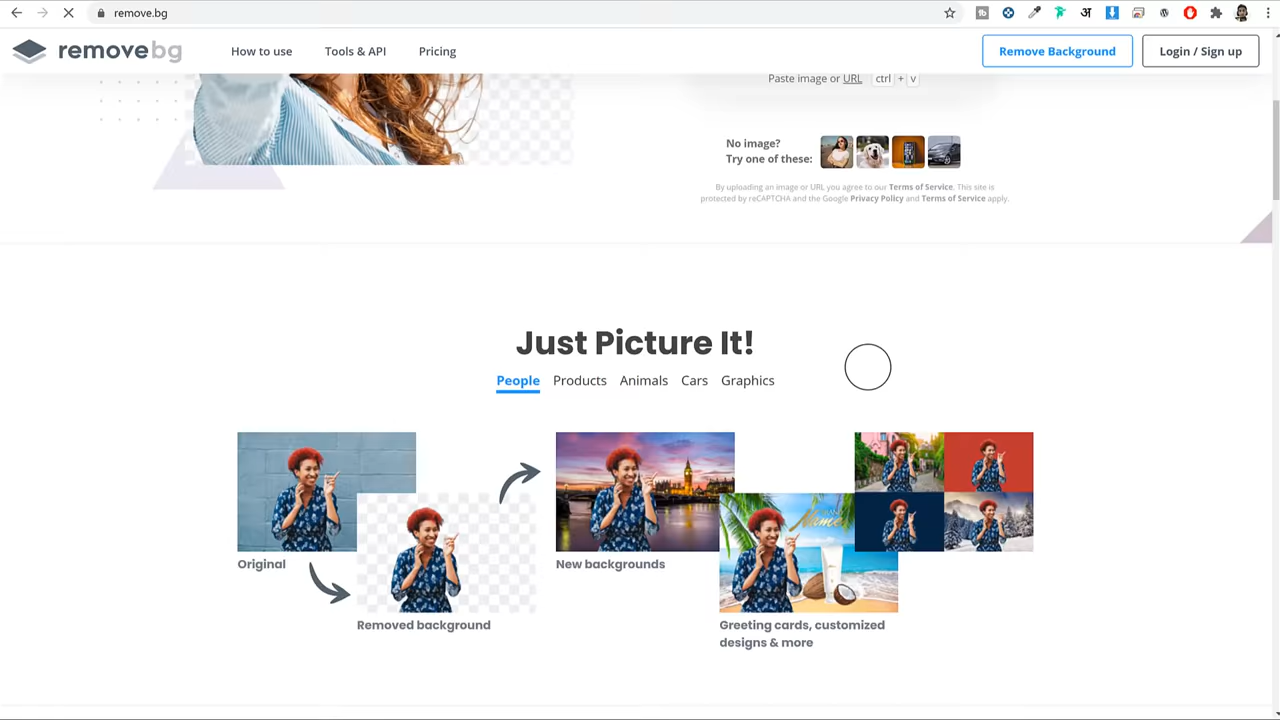 remove.bg
removebg
How to use
Tools & API
Pricing
Remove Background
Login / Sign up
Paste image or URL ctrl + v
No image?
Try one of these:
By uploading an image or URL you agree to our Terms of Service. This site
protected by reCAPTCHA and the Google Privacy Policy and Terms of Service apply.
Just Picture It!
People
Products
Animals
Cars
Graphics
Original
Removed background
New backgrounds
Name
Greeting cards, customized
designs & more